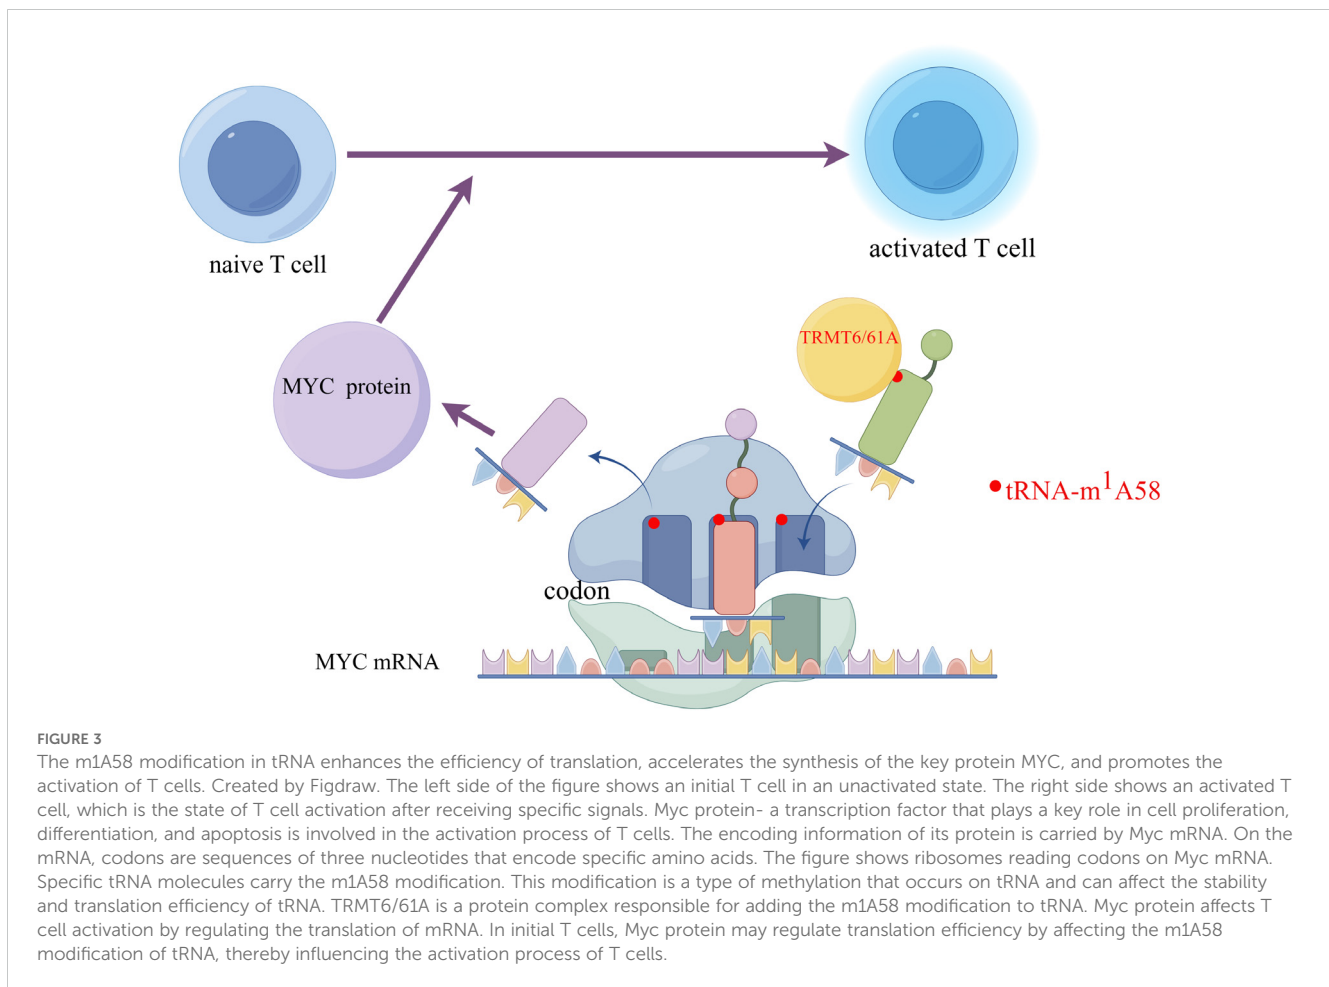 naive T cell
activated T cell
TRMT6/61A
MYC protein
tRNA-m1A58
codon
MYC mRNA
FIGURE 3
The m1A58 modification in tRNA enhances the efficiency of translation, accelerates the synthesis of the key protein MYC, and promotes the
activation of T cells. Created by Figdraw. The left side of the figure shows an initial T cell in an unactivated state. The right side shows an activated T
cell, which is the state of T cell activation after receiving specific signals. Myc protein- a transcription factor that plays a key role in cell proliferation,
differentiation, and apoptosis is involved in the activation process of T cells. The encoding information of its protein is carried by Myc mRNA. On the
mRNA, codons are sequences of three nucleotides that encode specific amino acids. The figure shows ribosomes reading codons on Myc mRNA.
Specific tRNA molecules carry the m1A58 modification. This modification is a type of methylation that occurs on tRNA and can affect the stability
and translation efficiency of tRNA. TRMT6/61A is a protein complex responsible for adding the m1A58 modification to tRNA. Myc protein affects T
cell activation by regulating the translation of mRNA. In initial T cells, Myc protein may regulate translation efficiency by affecting the m1A58
modification of tRNA, thereby influencing the activation process of T cells.